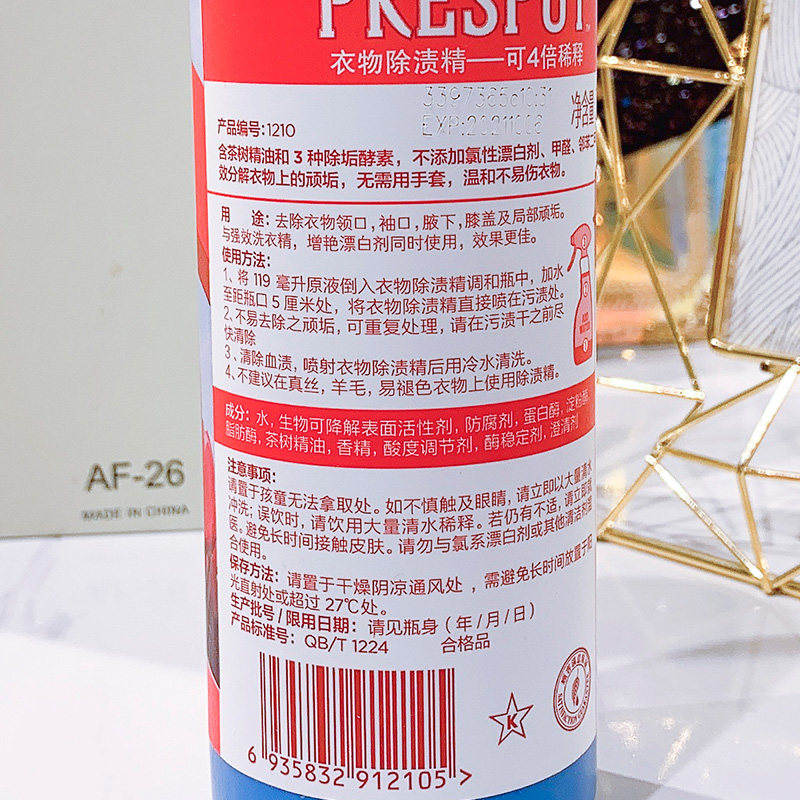 PRESPOT
衣物除渍精——可4倍稀释
EXP:20211006
净含量
产品编号:1210
含茶树精油和 3 种除垢酵素，不添加氯性漂白剂、甲醛、邻苯二
效分解衣物上的顽垢，无需用手套，温和不易伤衣物。
用 途：去除衣物领口，袖口，腋下，膝盖及局部顽垢。
与强效洗衣精，增艳漂白剂同时使用，效果更佳。
使用方法：
1、将 119 毫升原液倒入衣物除渍精调和瓶中，加水
至距瓶口 5 厘米处，将衣物除渍精直接喷在污渍处。
2、不易去除之顽垢，可重复处理，请在污渍干之前尽
快清除
3、清除血渍，喷射衣物除渍精后用冷水清洗。
4、不建议在真丝，羊毛，易褪色衣物上使用除渍精。
成分：水，生物可降解表面活性剂，防腐剂，蛋白酶，淀粉酶，
脂肪酶，茶树精油，香精，酸度调节剂，酶稳定剂，澄清剂
注意事项：
请置于孩童无法拿取处。如不慎触及眼睛，请立即以大量清水
冲洗；误饮时，请饮用大量清水稀释。若仍有不适，请立即就
医。避免长时间接触皮肤。请勿与氯系漂白剂或其他清洁剂混
合使用。
保存方法：请置于干燥阴凉通风处，需避免长时间放置于阳
光直射处或超过 27℃处。
生产批号/限用日期：请见瓶身（年/月/日）
产品标准号：QB/T 1224 合格品
K
6 935832 912105 >
AF-26
MADE IN CHINA